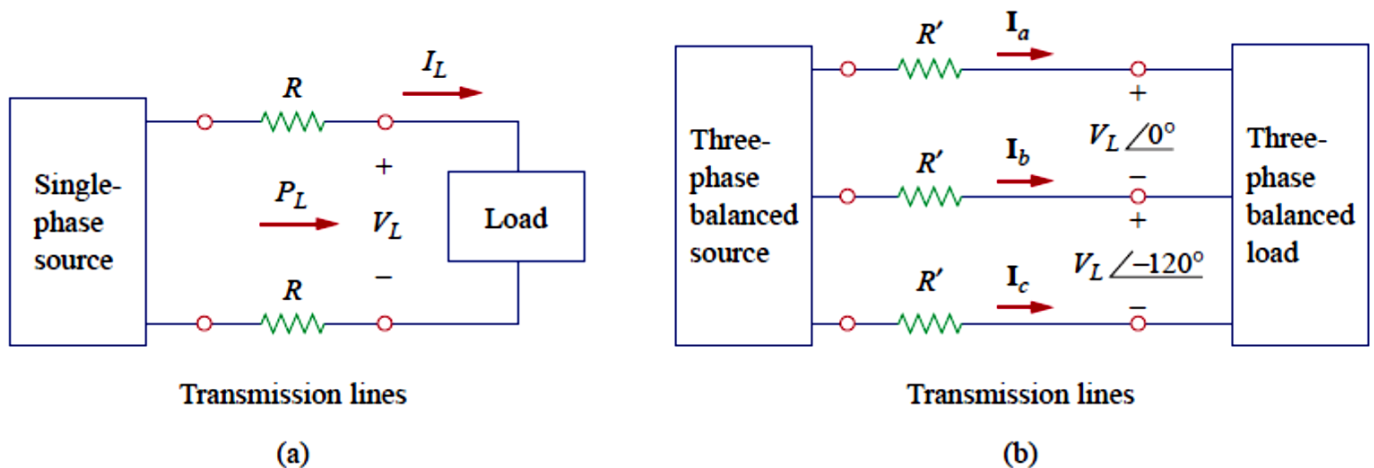 I_L
R
Single-
phase
source
P_L
+
V_L
−
Load
R
Transmission lines
(a)
R′
I_a
Three-
phase
balanced
source
+
V_L ∠0°
−
R′
I_b
+
V_L ∠−120°
−
R′
I_c
Three-
phase
balanced
load
Transmission lines
(b)